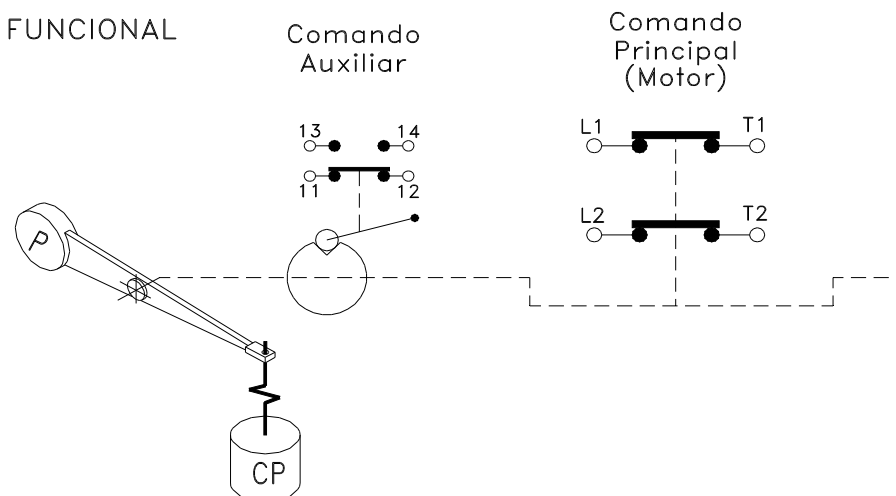 FUNCIONAL
Comando
Auxiliar
Comando
Principal
(Motor)
13 14
11 12
L1 T1
L2 T2
P
CP